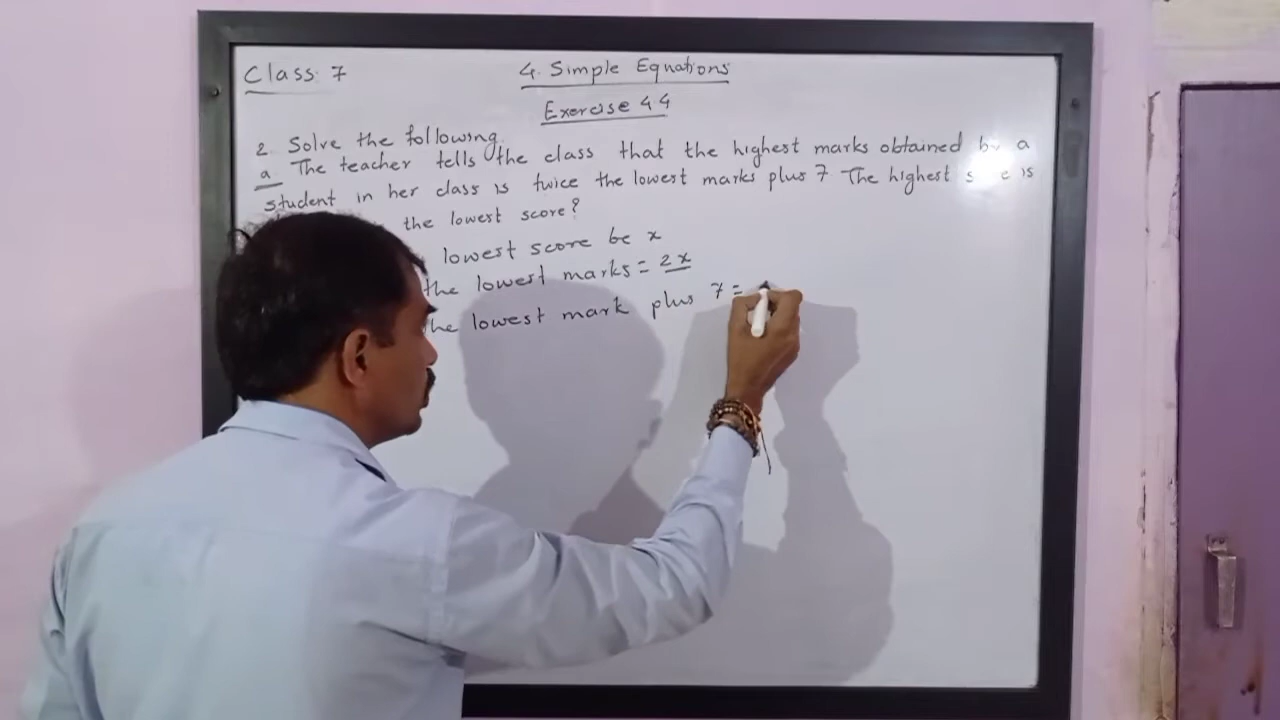 Class: 7
4. Simple Equations
Exercise 4.4
2. Solve the following.
a. The teacher tells the class that the highest marks obtained by a
student in her class is twice the lowest marks plus 7 The highest is
the lowest score?
lowest score be x
the lowest marks = 2x
the lowest mark plus 7 =